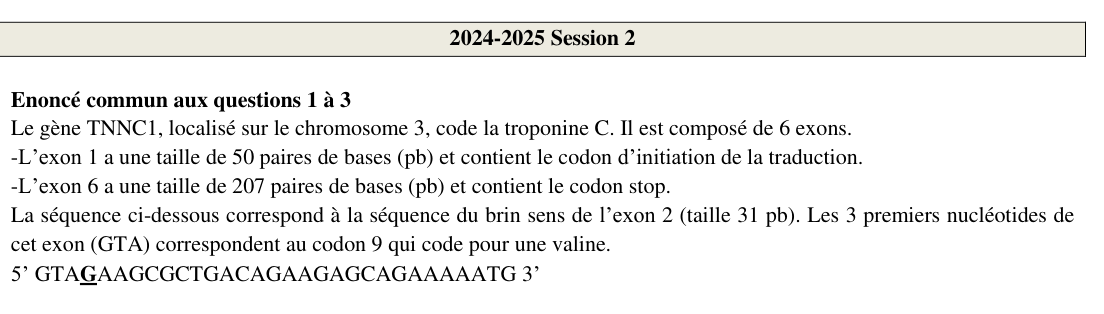 2024-2025 Session 2
Enoncé commun aux questions 1 à 3
Le gène TNNC1, localisé sur le chromosome 3, code la troponine C. Il est composé de 6 exons.
-L’exon 1 a une taille de 50 paires de bases (pb) et contient le codon d’initiation de la traduction.
-L’exon 6 a une taille de 207 paires de bases (pb) et contient le codon stop.
La séquence ci-dessous correspond à la séquence du brin sens de l’exon 2 (taille 31 pb). Les 3 premiers nucléotides de
cet exon (GTA) correspondent au codon 9 qui code pour une valine.
5’ GTAGAAGCGCTGACAGAAGAGCAGAAAAATG 3’